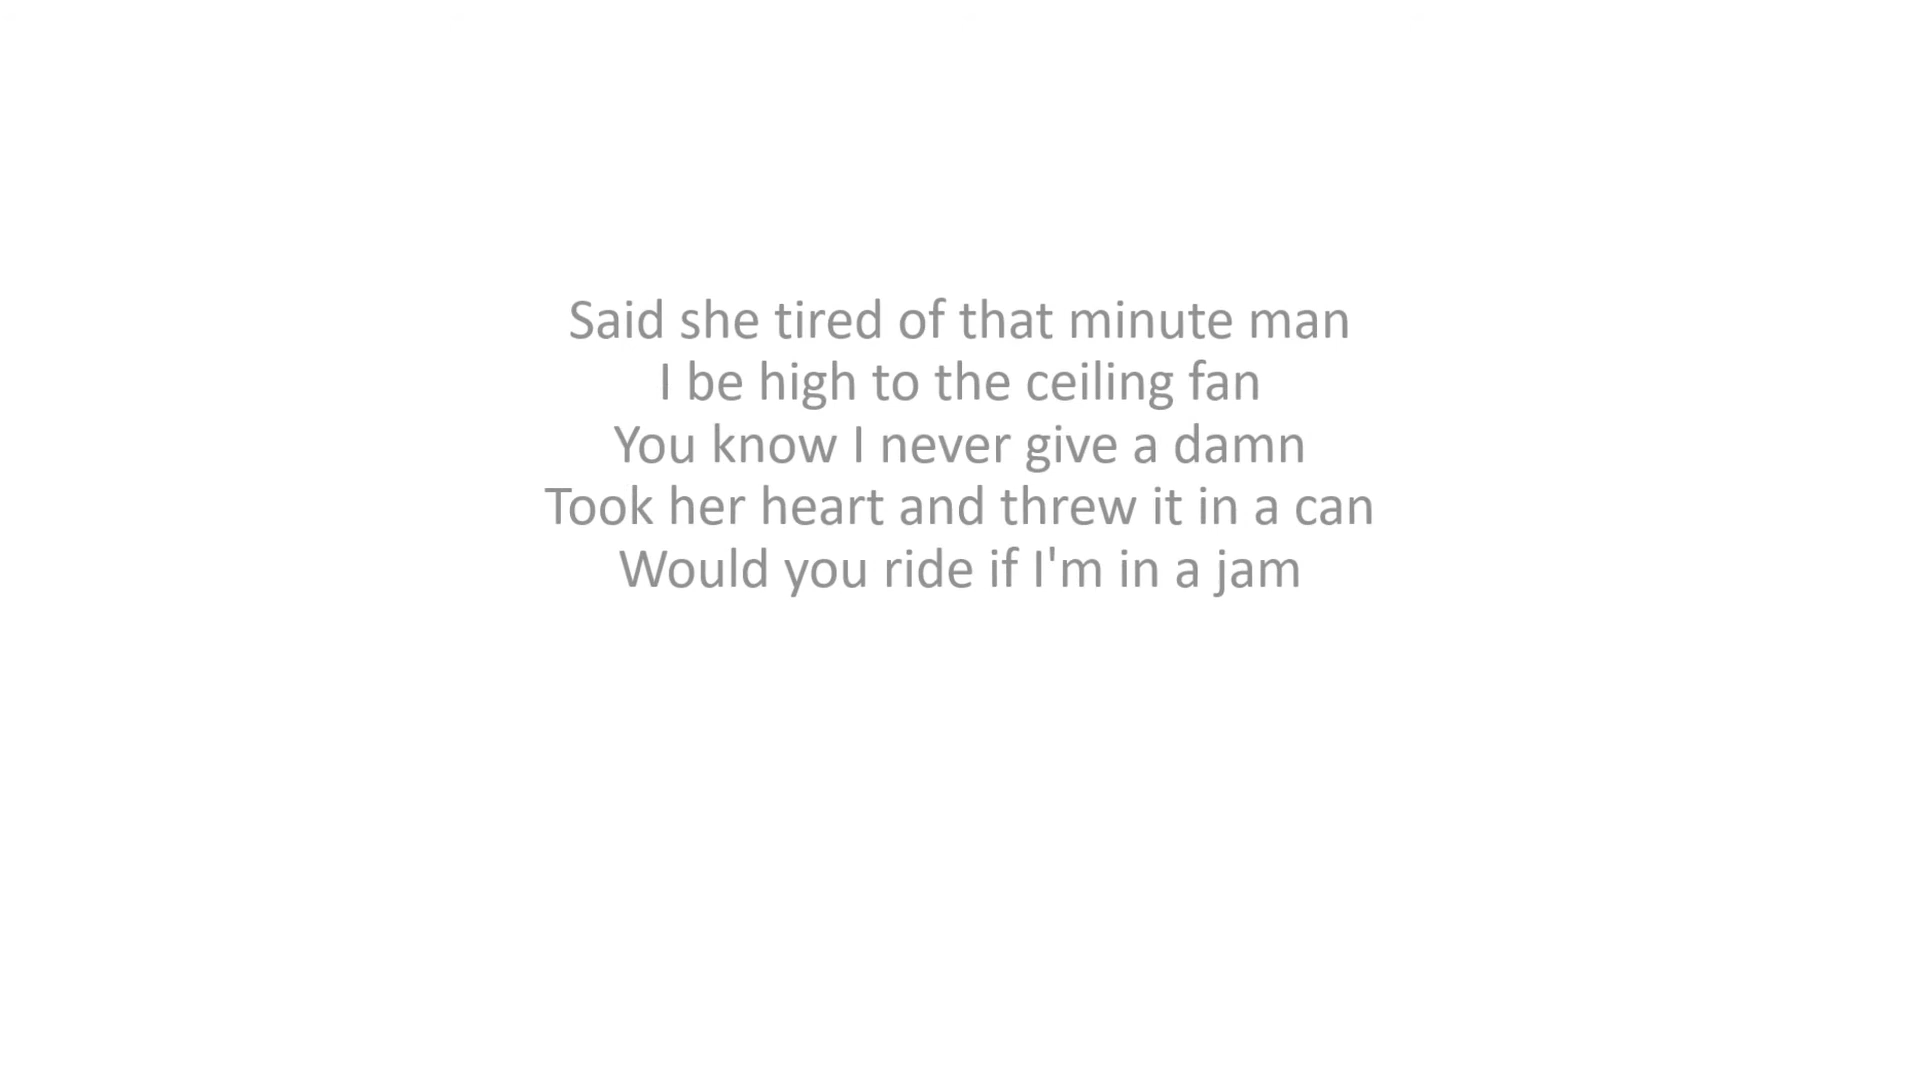 Said she tired of that minute man
I be high to the ceiling fan
You know I never give a damn
Took her heart and threw it in a can
Would you ride if I'm in a jam